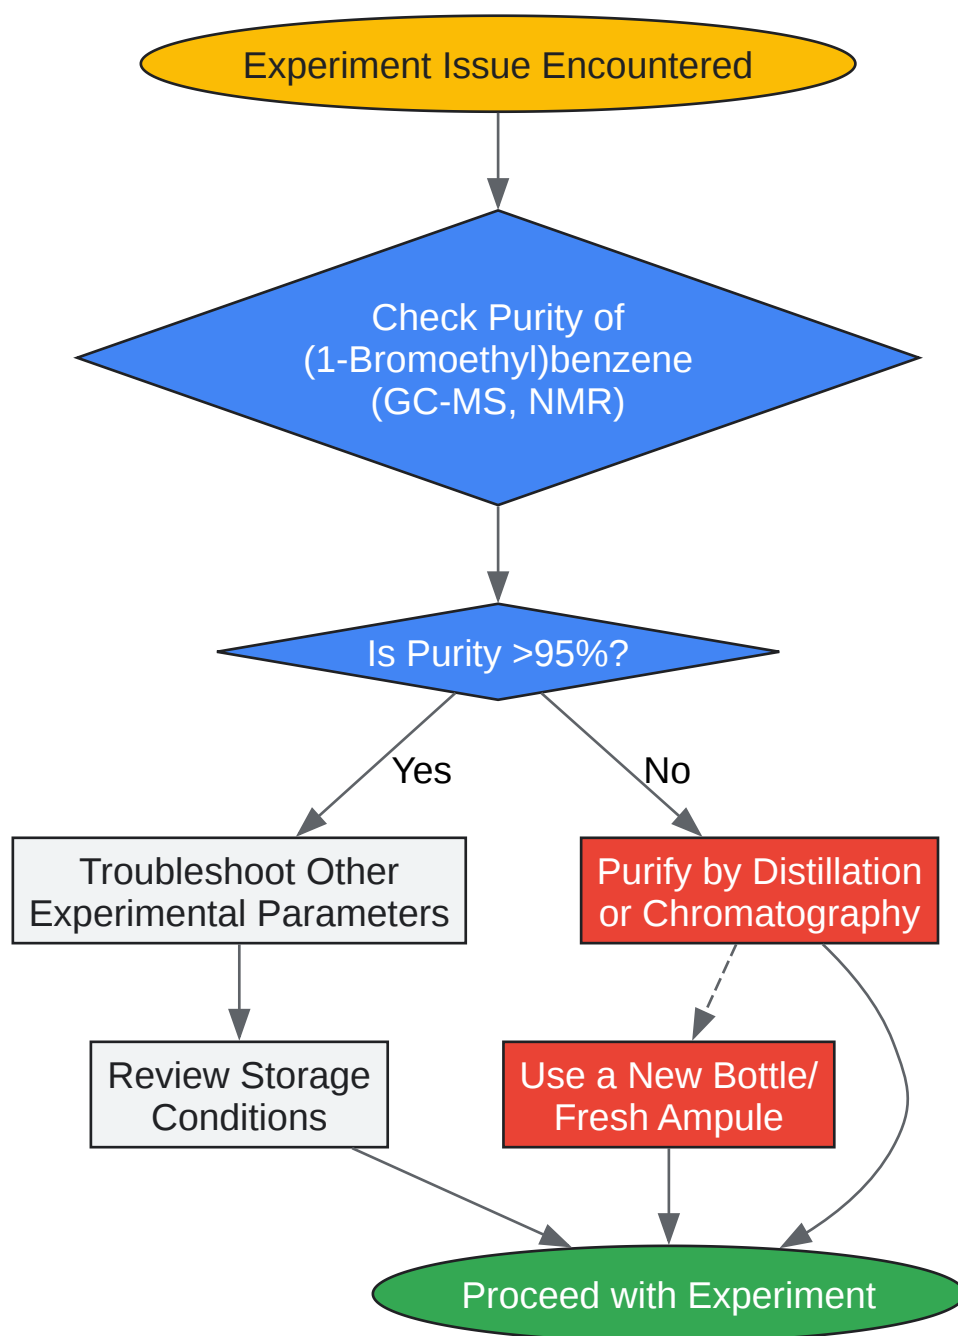 Experiment Issue Encountered
Check Purity of
(1-Bromoethyl)benzene
(GC-MS, NMR)
Is Purity >95%?
Yes
No
Troubleshoot Other
Experimental Parameters
Purify by Distillation
or Chromatography
Review Storage
Conditions
Use a New Bottle/
Fresh Ampule
Proceed with Experiment